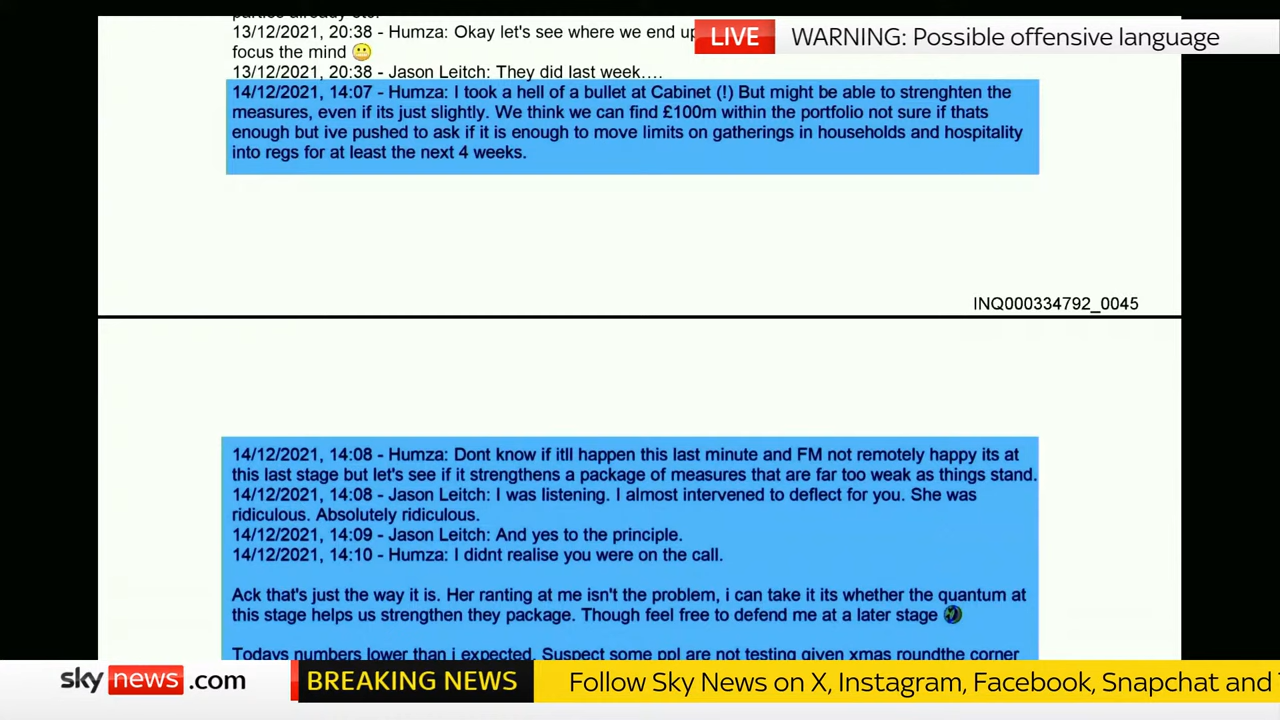 parties already etc.
13/12/2021, 20:38 - Humza: Okay let's see where we end up
focus the mind 😬
13/12/2021, 20:38 - Jason Leitch: They did last week….
LIVE WARNING: Possible offensive language
14/12/2021, 14:07 - Humza: I took a hell of a bullet at Cabinet (!) But might be able to strenghten the
measures, even if its just slightly. We think we can find £100m within the portfolio not sure if thats
enough but ive pushed to ask if it is enough to move limits on gatherings in households and hospitality
into regs for at least the next 4 weeks.
INQ000334792_0045
14/12/2021, 14:08 - Humza: Dont know if itll happen this last minute and FM not remotely happy its at
this last stage but let's see if it strengthens a package of measures that are far too weak as things stand.
14/12/2021, 14:08 - Jason Leitch: I was listening. I almost intervened to deflect for you. She was
ridiculous. Absolutely ridiculous.
14/12/2021, 14:09 - Jason Leitch: And yes to the principle.
14/12/2021, 14:10 - Humza: I didnt realise you were on the call.
Ack that's just the way it is. Her ranting at me isn't the problem, i can take it its whether the quantum at
this stage helps us strengthen they package. Though feel free to defend me at a later stage
Todays numbers lower than i expected. Suspect some ppl are not testing given xmas roundthe corner
sky news .com
BREAKING NEWS
Follow Sky News on X, Instagram, Facebook, Snapchat and